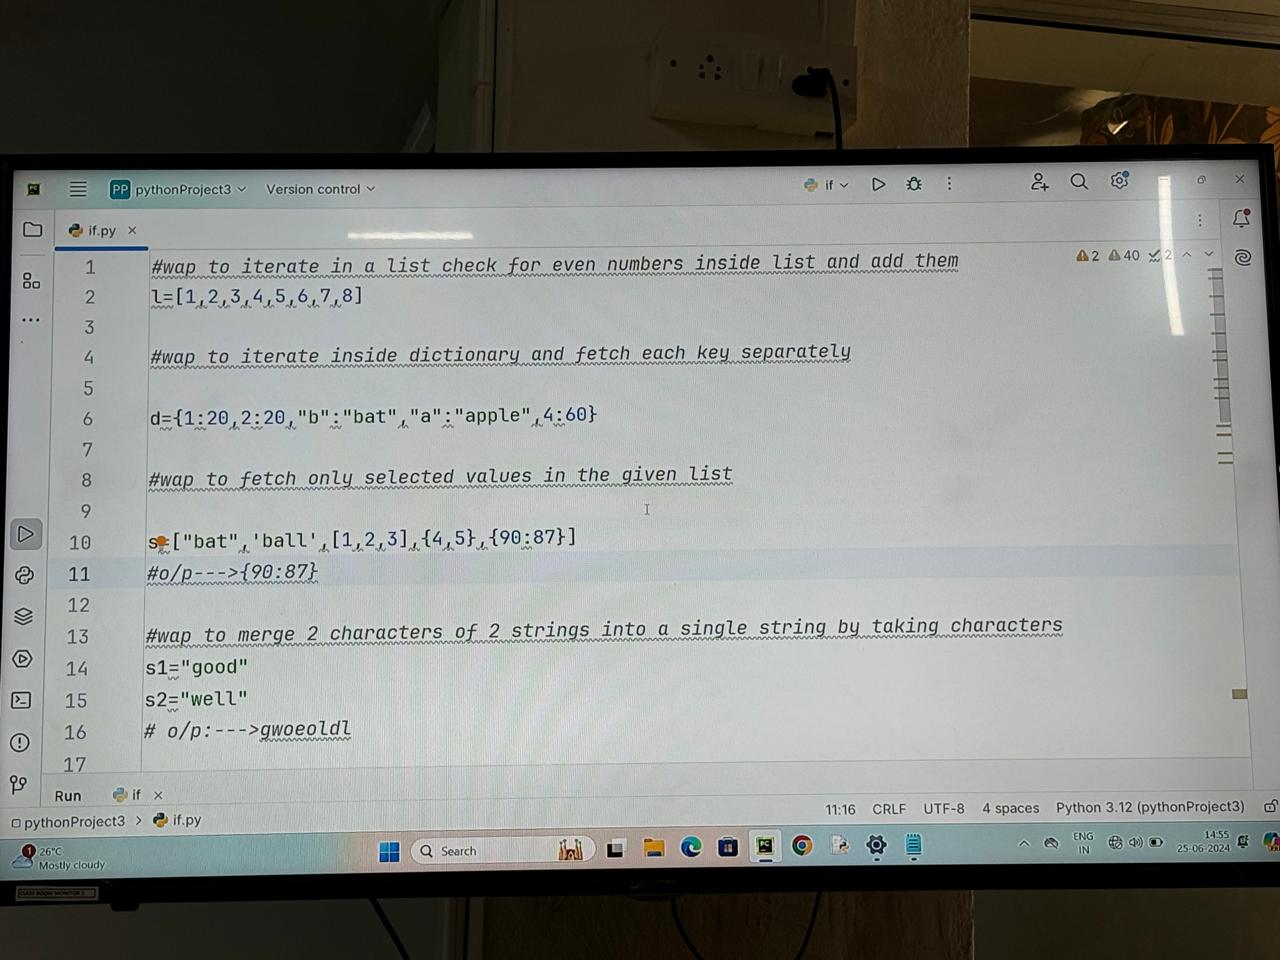 PC
PP pythonProject3
Version control
if
if.py
2 40 2
1 #wap to iterate in a list check for even numbers inside list and add them
2 l=[1,2,3,4,5,6,7,8]
3
4 #wap to iterate inside dictionary and fetch each key separately
5
6 d={1:20,2:20,"b":"bat","a":"apple",4:60}
7
8 #wap to fetch only selected values in the given list
9
10 s=["bat",'ball',[1,2,3],{4,5},{90:87}]
11 #o/p--->{90:87}
12
13 #wap to merge 2 characters of 2 strings into a single string by taking characters
14 s1="good"
15 s2="well"
16 # o/p:--->gwoeoldl
17
Run if
pythonProject3 > if.py
11:16 CRLF UTF-8 4 spaces Python 3.12 (pythonProject3)
1 26°C
Mostly cloudy
Search
ENG
IN
14:55
25-06-2024